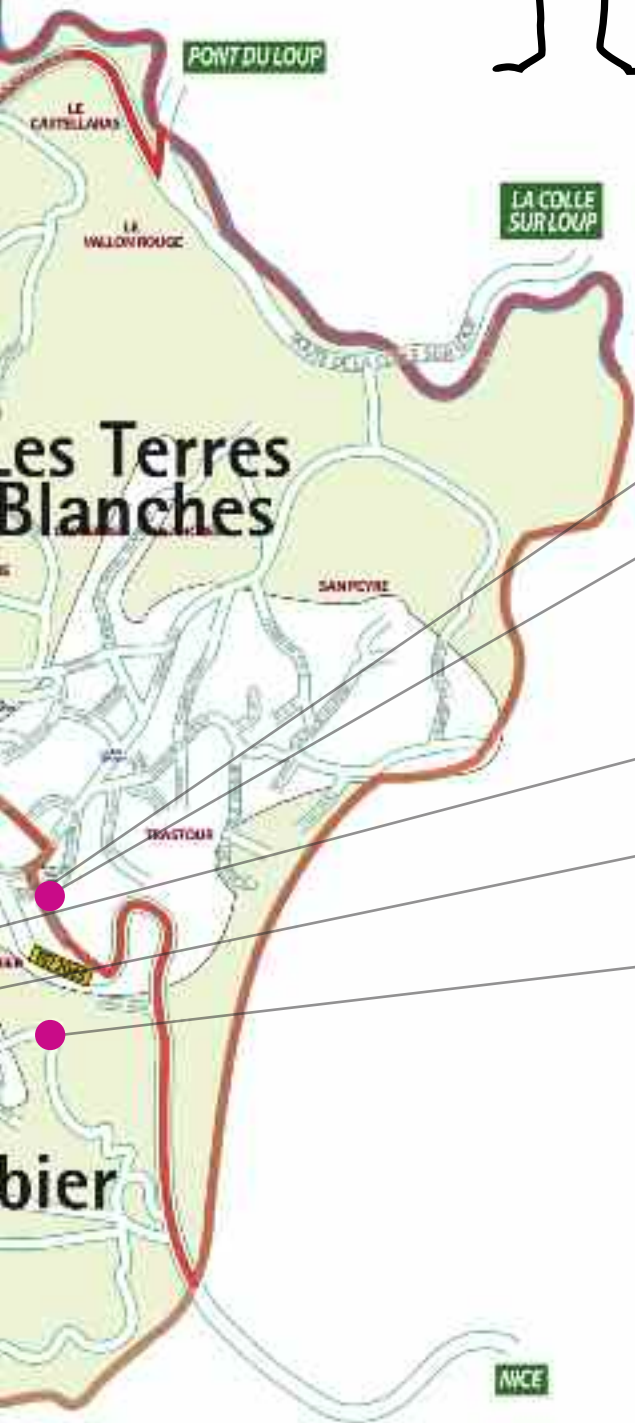 PONT DU LOUP
LE
CASTELLARAS
LA COLLE
SUR LOUP
LA
VALLON ROUGE
ROUTE DE LA COLLE SUR LOUP
Les Terres
Blanches
SAN PEYRE
TRASTOUR
bier
NICE